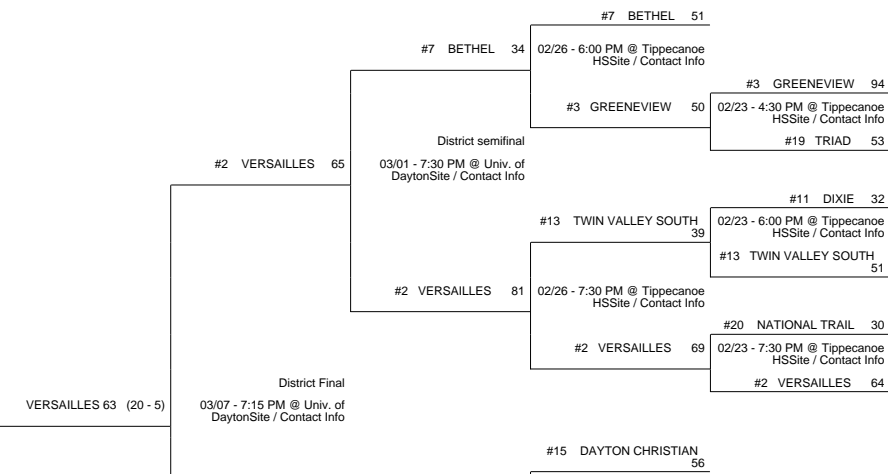 #7 BETHEL 51
#7 BETHEL 34
02/26 - 6:00 PM @ Tippecanoe
HSSite / Contact Info
#3 GREENEVIEW 94
#3 GREENEVIEW 50
02/23 - 4:30 PM @ Tippecanoe
HSSite / Contact Info
District semifinal
#19 TRIAD 53
#2 VERSAILLES 65
03/01 - 7:30 PM @ Univ. of
DaytonSite / Contact Info
#11 DIXIE 32
#13 TWIN VALLEY SOUTH
39
02/23 - 6:00 PM @ Tippecanoe
HSSite / Contact Info
#13 TWIN VALLEY SOUTH
51
#2 VERSAILLES 81
02/26 - 7:30 PM @ Tippecanoe
HSSite / Contact Info
#20 NATIONAL TRAIL 30
#2 VERSAILLES 69
02/23 - 7:30 PM @ Tippecanoe
HSSite / Contact Info
District Final
#2 VERSAILLES 64
VERSAILLES 63 (20 - 5)
03/07 - 7:15 PM @ Univ. of
DaytonSite / Contact Info
#15 DAYTON CHRISTIAN
56